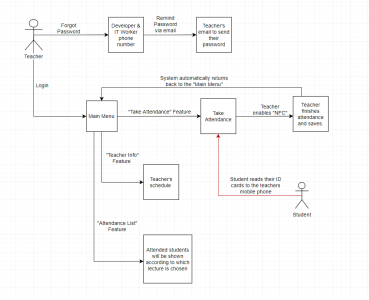 Forgot
Password
Developer &
IT Worker
phone
number
Remind
Password
via email
Teacher's
email to send
their
password
Teacher
Login
System automatically returns
back to the "Main Menu"
Main Menu
"Take Attendance" Feature
Take
Attendance
Teacher
enables "NFC"
Teacher
finishes
attendance
and saves.
"Teacher Info"
Feature
Teacher's
schedule
Student reads their ID
cards to the teachers
mobile phone
Student
"Attendance List"
Feature
Attended students
will be shown
according to which
lecture is chosen